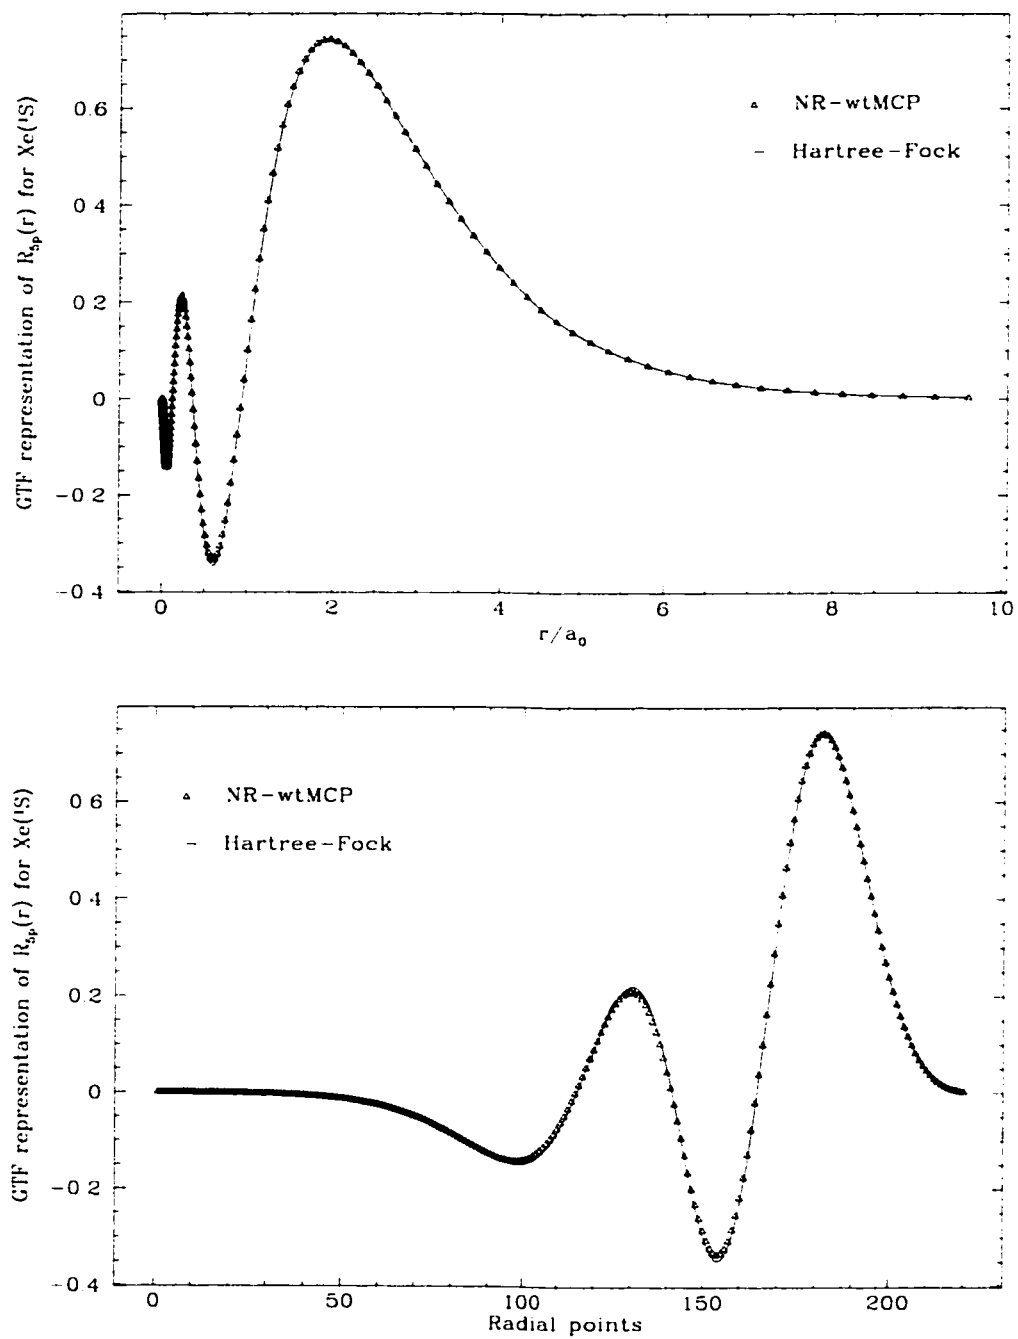 GTF representation of R5p(r) for Xe(¹S)
0.6
0.4
0.2
0
-0.2
-0.4
△ NR-wtMCP
— Hartree-Fock
0 2 4 6 8 10
r/a₀
GTF representation of R5p(r) for Xe(¹S)
0.6
0.4
0.2
0
-0.2
-0.4
△ NR-wtMCP
— Hartree-Fock
0 50 100 150 200
Radial points